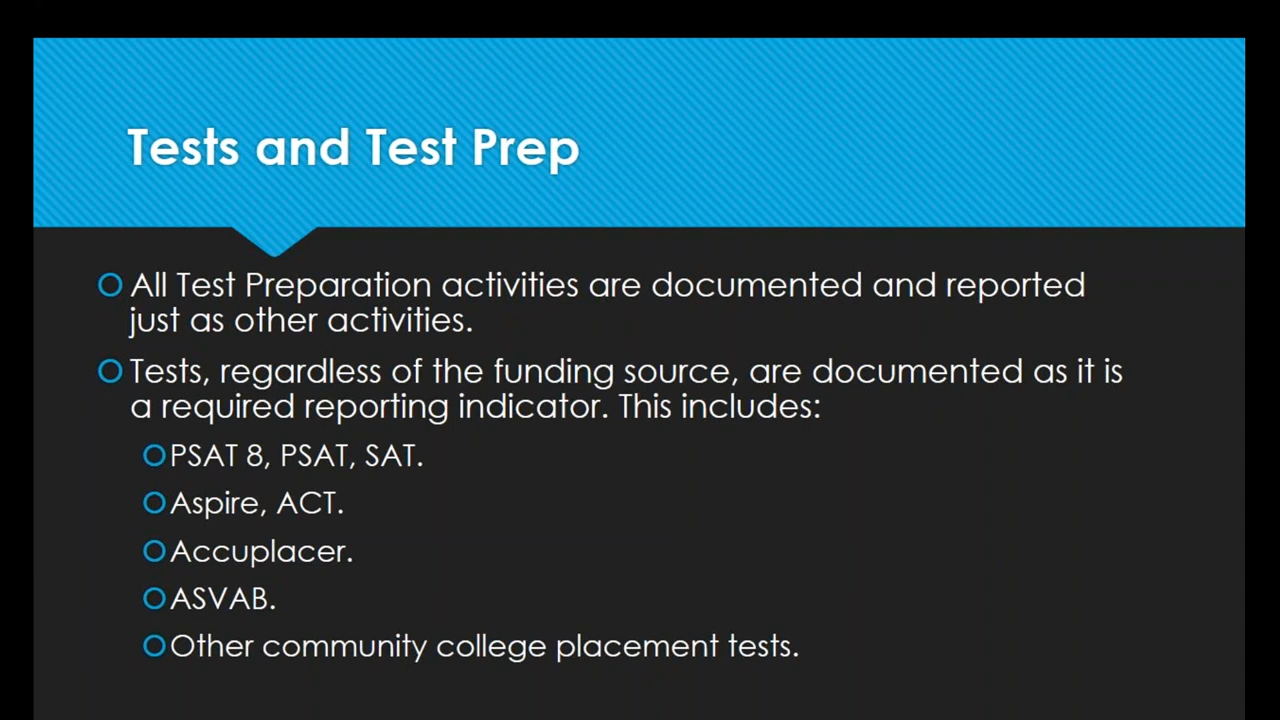 Tests and Test Prep
All Test Preparation activities are documented and reported
just as other activities.
Tests, regardless of the funding source, are documented as it is
a required reporting indicator. This includes:
PSAT 8, PSAT, SAT.
Aspire, ACT.
Accuplacer.
ASVAB.
Other community college placement tests.